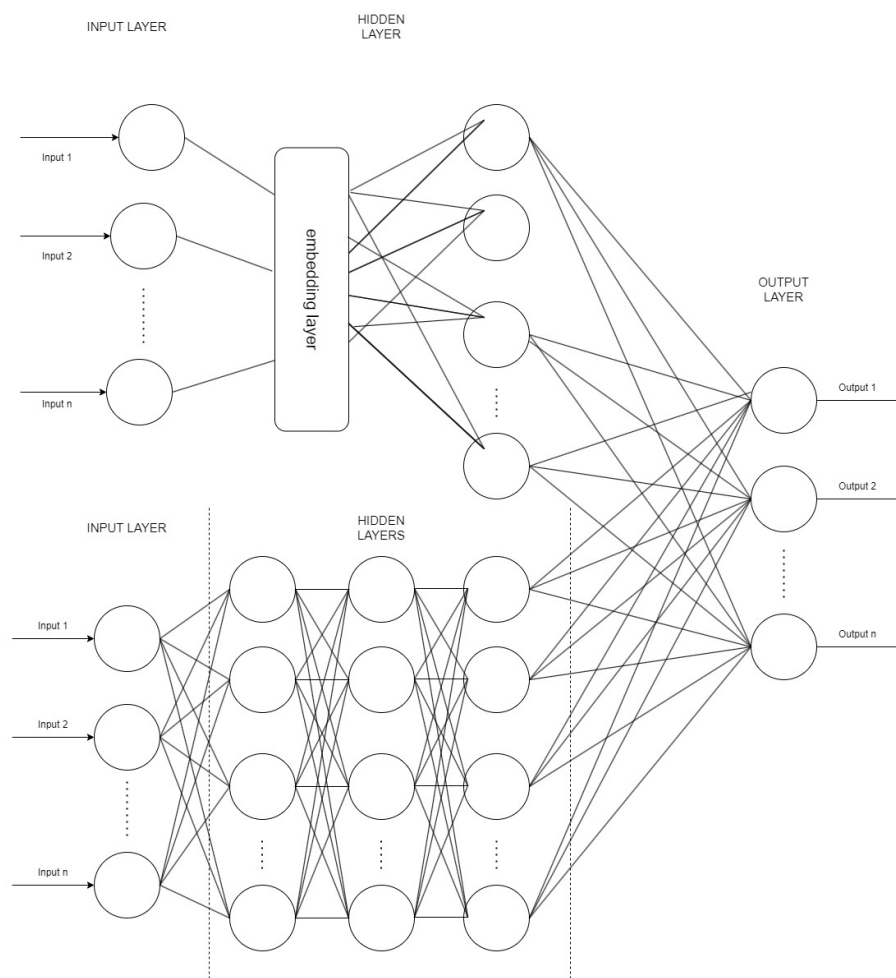 INPUT LAYER
HIDDEN
LAYER
Input 1
Input 2
Input n
embedding layer
OUTPUT
LAYER
Output 1
Output 2
Output n
INPUT LAYER
HIDDEN
LAYERS
Input 1
Input 2
Input n